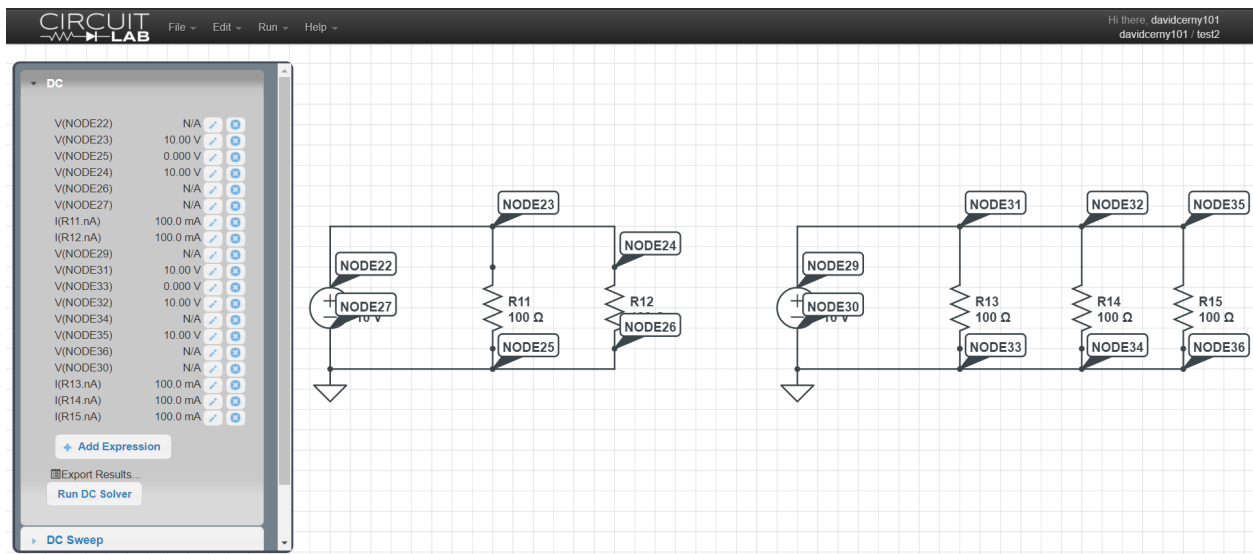 CIRCUIT LAB
File Edit Run Help
Hi there, davidcerny101
davidcerny101 / test2
DC
V(NODE22) N/A
V(NODE23) 10.00 V
V(NODE25) 0.000 V
V(NODE24) 10.00 V
V(NODE26) N/A
V(NODE27) N/A
I(R11.nA) 100.0 mA
I(R12.nA) 100.0 mA
V(NODE29) N/A
V(NODE31) 10.00 V
V(NODE33) 0.000 V
V(NODE32) 10.00 V
V(NODE34) N/A
V(NODE35) 10.00 V
V(NODE36) N/A
V(NODE30) N/A
I(R13.nA) 100.0 mA
I(R14.nA) 100.0 mA
I(R15.nA) 100.0 mA
+ Add Expression
Export Results...
Run DC Solver
DC Sweep
NODE23
NODE24
NODE22
NODE27
R11
100 Ω
R12
NODE26
NODE25
NODE31
NODE32
NODE35
NODE29
NODE30
R13
100 Ω
R14
100 Ω
R15
100 Ω
NODE33
NODE34
NODE36